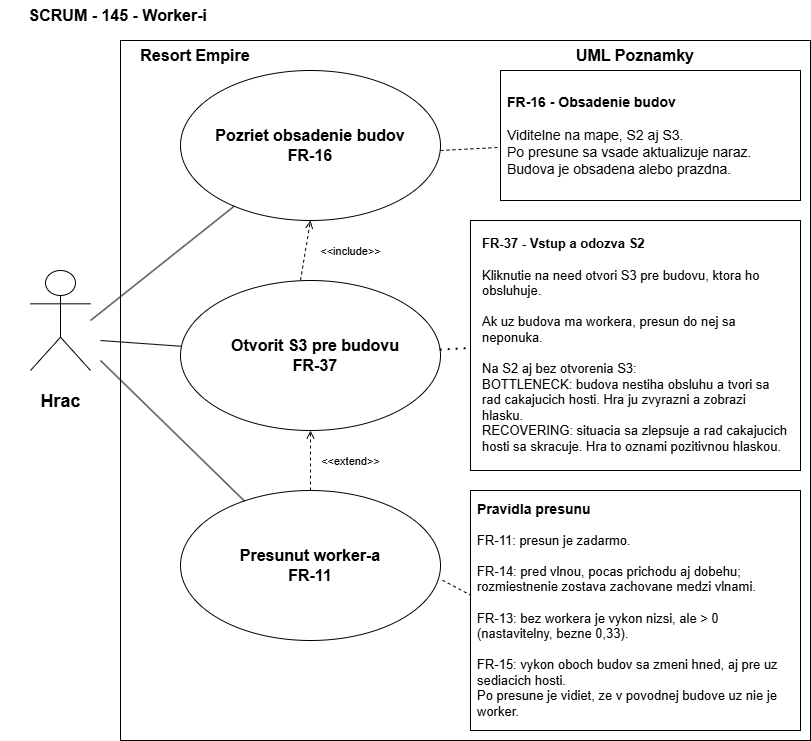 SCRUM - 145 - Worker-i
Resort Empire
UML Poznamky
Pozriet obsadenie budov
FR-16
FR-16 - Obsadenie budov
Viditelne na mape, S2 aj S3.
Po presune sa vsade aktualizuje naraz.
Budova je obsadena alebo prazdna.
<<include>>
Hrac
Otvorit S3 pre budovu
FR-37
FR-37 - Vstup a odozva S2
Kliknutie na need otvori S3 pre budovu, ktora ho
obsluhuje.
Ak uz budova ma workera, presun do nej sa
neponuka.
Na S2 aj bez otvorenia S3:
BOTTLENECK: budova nestiha obsluhu a tvori sa
rad cakajucich hosti. Hra ju zvyrazni a zobrazi
hlasku.
RECOVERING: situacia sa zlepsuje a rad cakajucich
hosti sa skracuje. Hra to oznami pozitivnou hlaskou.
<<extend>>
Presunut worker-a
FR-11
Pravidla presunu
FR-11: presun je zadarmo.
FR-14: pred vlnou, pocas prichodu aj dobehu;
rozmiestnenie zostava zachovane medzi vlnami.
FR-13: bez workera je vykon nizsi, ale > 0
(nastavitelny, bezne 0,33).
FR-15: vykon oboch budov sa zmeni hned, aj pre uz
sediacich hosti.
Po presune je vidiet, ze v povodnej budove uz nie je
worker.